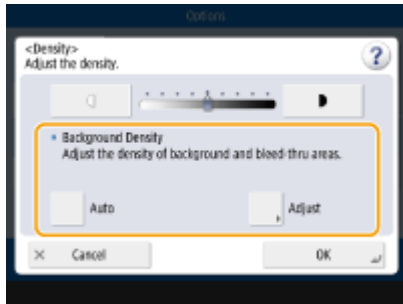 Options
<Density>
Adjust the density.
?
Background Density
Adjust the density of background and bleed-thru areas.
Auto
Adjust
Cancel
OK